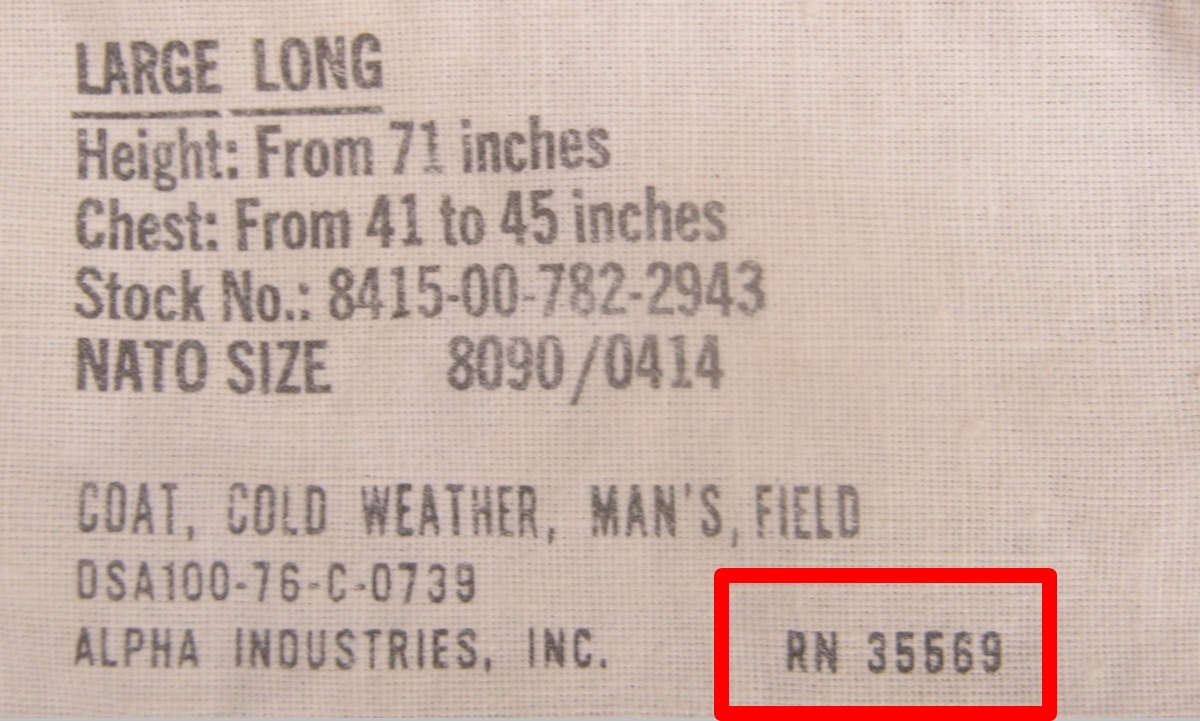 LARGE LONG
Height: From 71 inches
Chest: From 41 to 45 inches
Stock No.: 8415-00-782-2943
NATO SIZE 8090/0414
COAT, COLD WEATHER, MAN'S, FIELD
DSA100-76-C-0739
ALPHA INDUSTRIES, INC. RN 35569